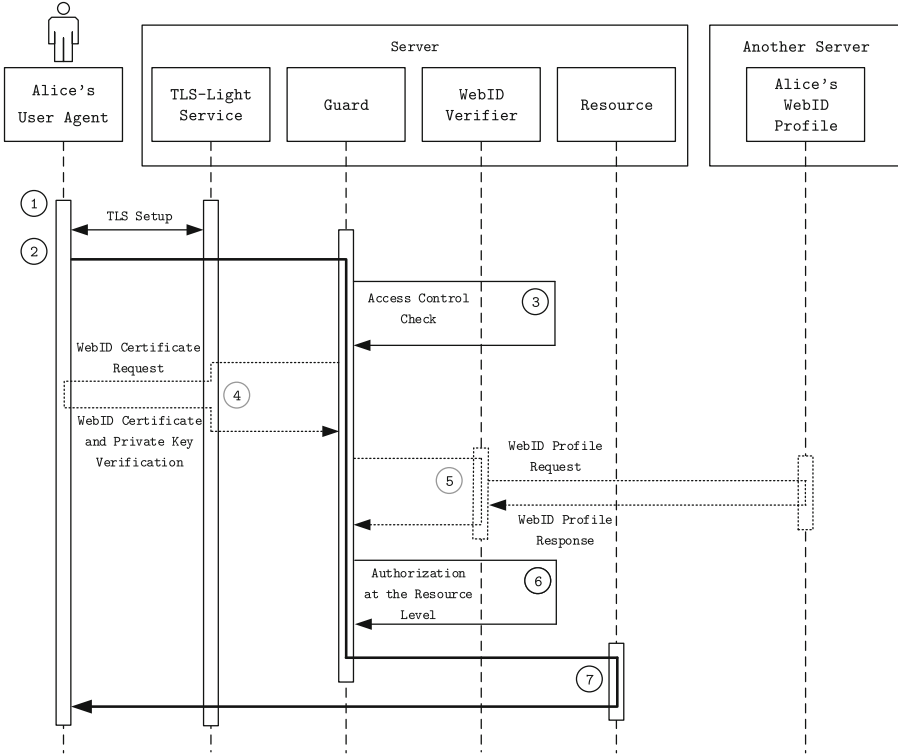 Server
Another Server
Alice's
User Agent
TLS-Light
Service
Guard
WebID
Verifier
Resource
Alice's
WebID
Profile
1
TLS Setup
2
Access Control
Check
3
WebID Certificate
Request
4
WebID Certificate
and Private Key
Verification
WebID Profile
Request
5
WebID Profile
Response
Authorization
at the Resource
Level
6
7